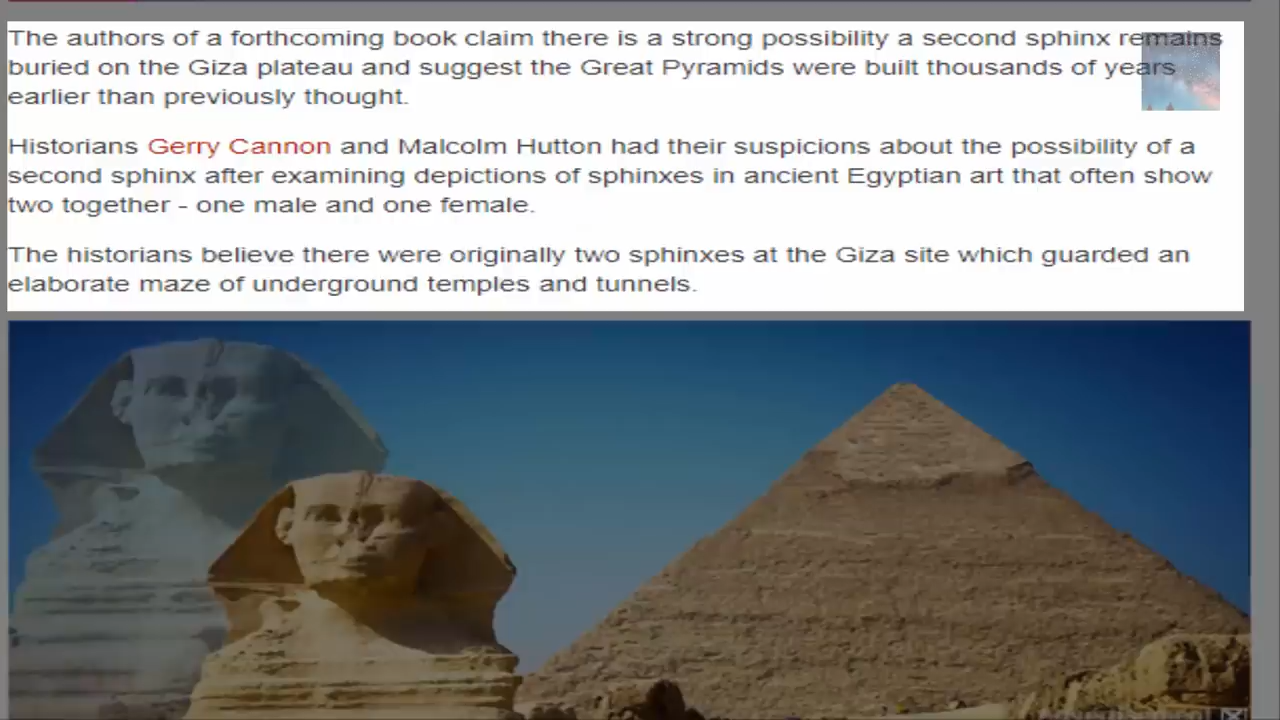 The authors of a forthcoming book claim there is a strong possibility a second sphinx remains
buried on the Giza plateau and suggest the Great Pyramids were built thousands of years
earlier than previously thought.
Historians Gerry Cannon and Malcolm Hutton had their suspicions about the possibility of a
second sphinx after examining depictions of sphinxes in ancient Egyptian art that often show
two together - one male and one female.
The historians believe there were originally two sphinxes at the Giza site which guarded an
elaborate maze of underground temples and tunnels.